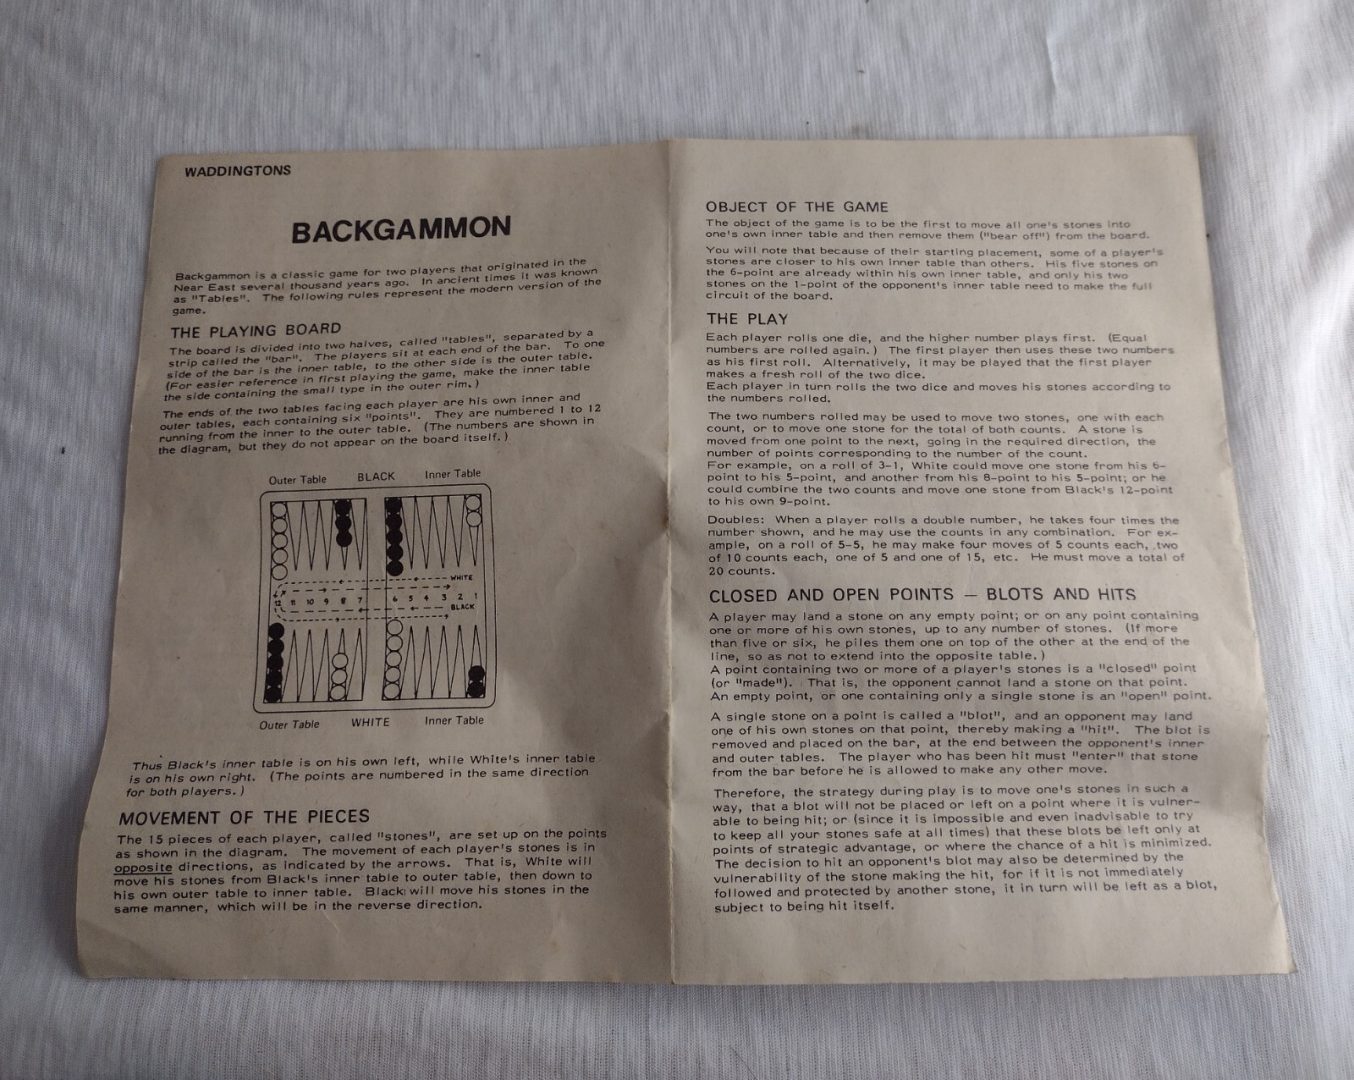 WADDINGTONS
BACKGAMMON
Backgammon is a classic game for two players that originated in the
Near East several thousand years ago. In ancient times it was known
as "Tables". The following rules represent the modern version of the
game.
THE PLAYING BOARD
The board is divided into two halves, called "tables", separated by a
strip called the "bar". The players sit at each end of the bar. To one
side of the bar is the inner table, to the other side is the outer table.
(For easier reference in first playing the game, make the inner table
the side containing the small type in the outer rim.)
The ends of the two tables facing each player are his own inner and
outer tables, each containing six "points". They are numbered 1 to 12
running from the inner to the outer table. (The numbers are shown in
the diagram, but they do not appear on the board itself.)
Outer Table BLACK Inner Table
WHITE
12 11 10 9 8 7 6 5 4 3 2 1
BLACK
Outer Table WHITE Inner Table
Thus Black's inner table is on his own left, while White's inner table
is on his own right. (The points are numbered in the same direction
for both players.)
MOVEMENT OF THE PIECES
The 15 pieces of each player, called "stones", are set up on the points
as shown in the diagram. The movement of each player's stones is in
opposite directions, as indicated by the arrows. That is, White will
move his stones from Black's inner table to outer table, then down to
his own outer table to inner table. Black will move his stones in the
same manner, which will be in the reverse direction.
OBJECT OF THE GAME
The object of the game is to be the first to move all one's stones into
one's own inner table and then remove them ("bear off") from the board.
You will note that because of their starting placement, some of a player's
stones are closer to his own inner table than others. His five stones on
the 6-point are already within his own inner table, and only his two
stones on the 1-point of the opponent's inner table need to make the full
circuit of the board.
THE PLAY
Each player rolls one die, and the higher number plays first. (Equal
numbers are rolled again.) The first player then uses these two numbers
as his first roll. Alternatively, it may be played that the first player
makes a fresh roll of the two dice.
Each player in turn rolls the two dice and moves his stones according to
the numbers rolled.
The two numbers rolled may be used to move two stones, one with each
count, or to move one stone for the total of both counts. A stone is
moved from one point to the next, going in the required direction, the
number of points corresponding to the number of the count.
For example, on a roll of 3-1, White could move one stone from his 6-
point to his 5-point, and another from his 8-point to his 5-point; or he
could combine the two counts and move one stone from Black's 12-point
to his own 9-point.
Doubles: When a player rolls a double number, he takes four times the
number shown, and he may use the counts in any combination. For ex-
ample, on a roll of 5-5, he may make four moves of 5 counts each, two
of 10 counts each, one of 5 and one of 15, etc. He must move a total of
20 counts.
CLOSED AND OPEN POINTS — BLOTS AND HITS
A player may land a stone on any empty point; or on any point containing
one or more of his own stones, up to any number of stones. (If more
than five or six, he piles them one on top of the other at the end of the
line, so as not to extend into the opposite table.)
A point containing two or more of a player's stones is a "closed" point
(or "made"). That is, the opponent cannot land a stone on that point.
An empty point, or one containing only a single stone is an "open" point.
A single stone on a point is called a "blot", and an opponent may land
one of his own stones on that point, thereby making a "hit". The blot is
removed and placed on the bar, at the end between the opponent's inner
and outer tables. The player who has been hit must "enter" that stone
from the bar before he is allowed to make any other move.
Therefore, the strategy during play is to move one's stones in such a
way, that a blot will not be placed or left on a point where it is vulner-
able to being hit; or (since it is impossible and even inadvisable to try
to keep all your stones safe at all times) that these blots be left only at
points of strategic advantage, or where the chance of a hit is minimized.
The decision to hit an opponent's blot may also be determined by the
vulnerability of the stone making the hit, for if it is not immediately
followed and protected by another stone, it in turn will be left as a blot,
subject to being hit itself.